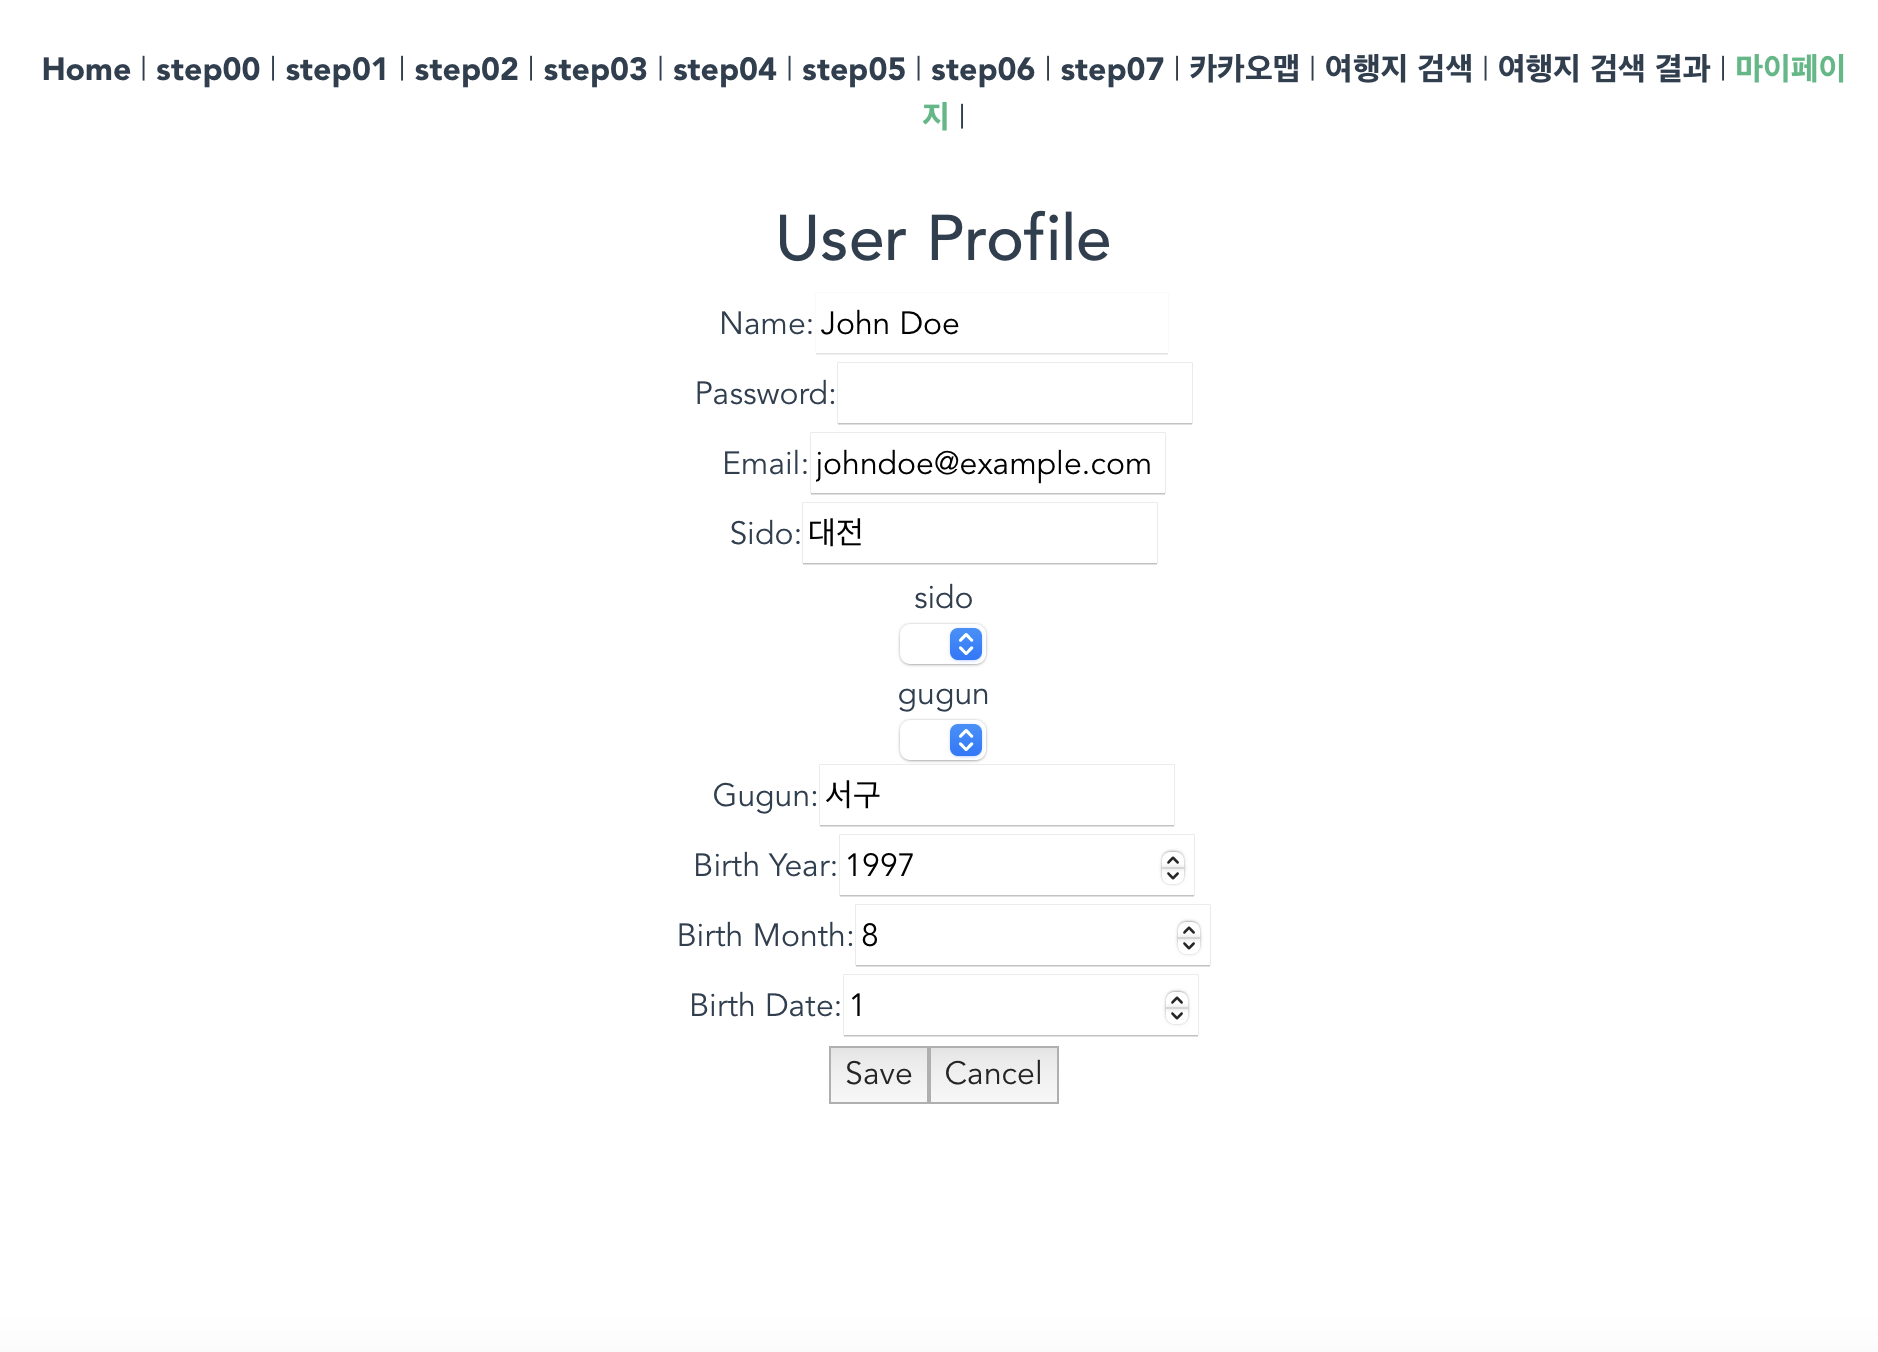 Home | step00 | step01 | step02 | step03 | step04 | step05 | step06 | step07 | 카카오맵 | 여행지 검색 | 여행지 검색 결과 | 마이페이
지 |
User Profile
Name: John Doe
Password:
Email: johndoe@example.com
Sido: 대전
sido
gugun
Gugun: 서구
Birth Year: 1997
Birth Month: 8
Birth Date: 1
Save Cancel